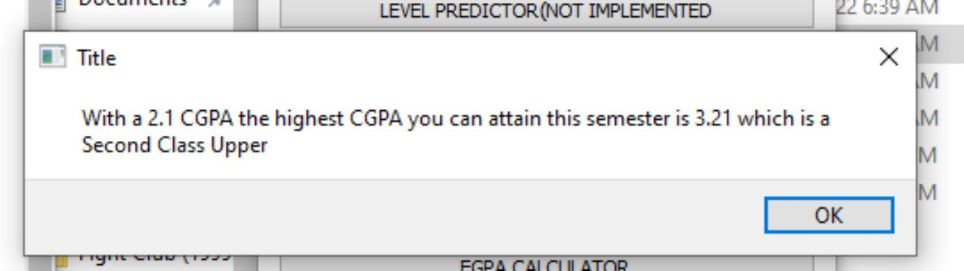 Documents
LEVEL PREDICTOR(NOT IMPLEMENTED
22 6:39 AM
Title
AM
AM
With a 2.1 CGPA the highest CGPA you can attain this semester is 3.21 which is a
AM
Second Class Upper
M
M
OK
Fight Club (1999
EGPA CALCULATOR